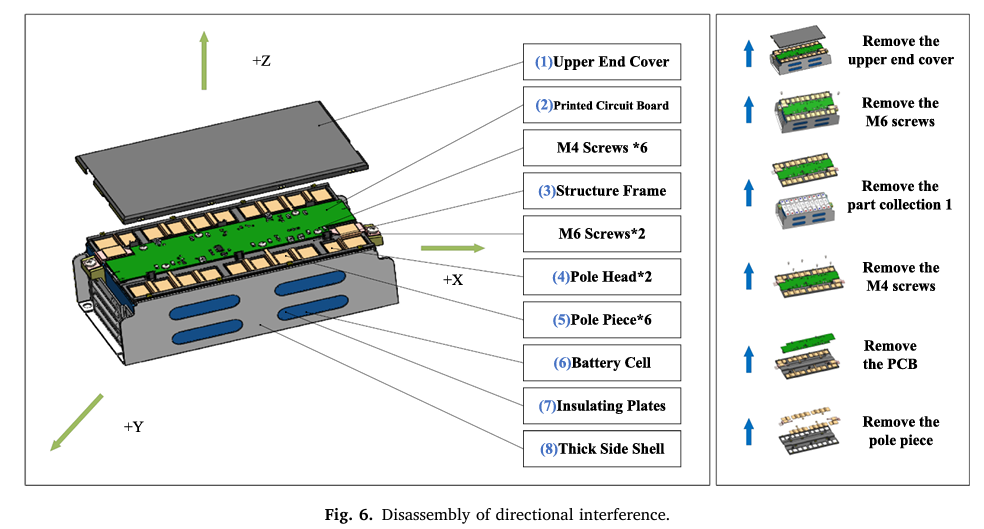 +Z
(1)Upper End Cover
(2)Printed Circuit Board
M4 Screws *6
(3)Structure Frame
M6 Screws*2
+X
(4)Pole Head*2
(5)Pole Piece*6
(6)Battery Cell
(7)Insulating Plates
+Y
(8)Thick Side Shell
Remove the
upper end cover
Remove the
M6 screws
Remove the
part collection 1
Remove the
M4 screws
Remove
the PCB
Remove the
pole piece
Fig. 6. Disassembly of directional interference.